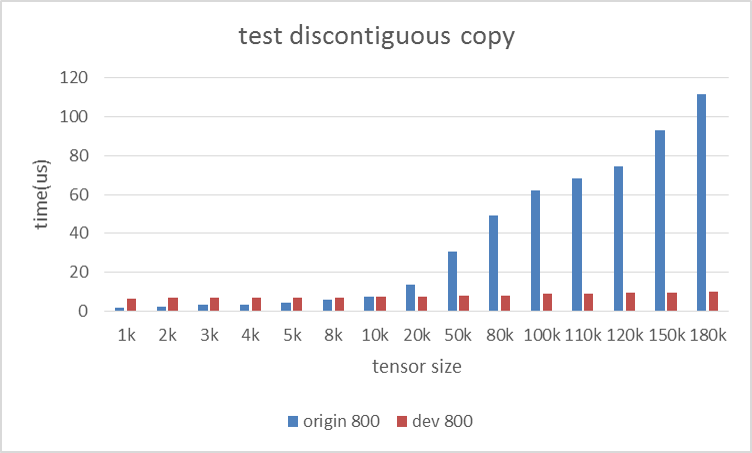 test discontiguous copy
120
100
80
60
40
20
0
time(us)
1k 2k 3k 4k 5k 8k 10k 20k 50k 80k 100k 110k 120k 150k 180k
tensor size
origin 800 dev 800